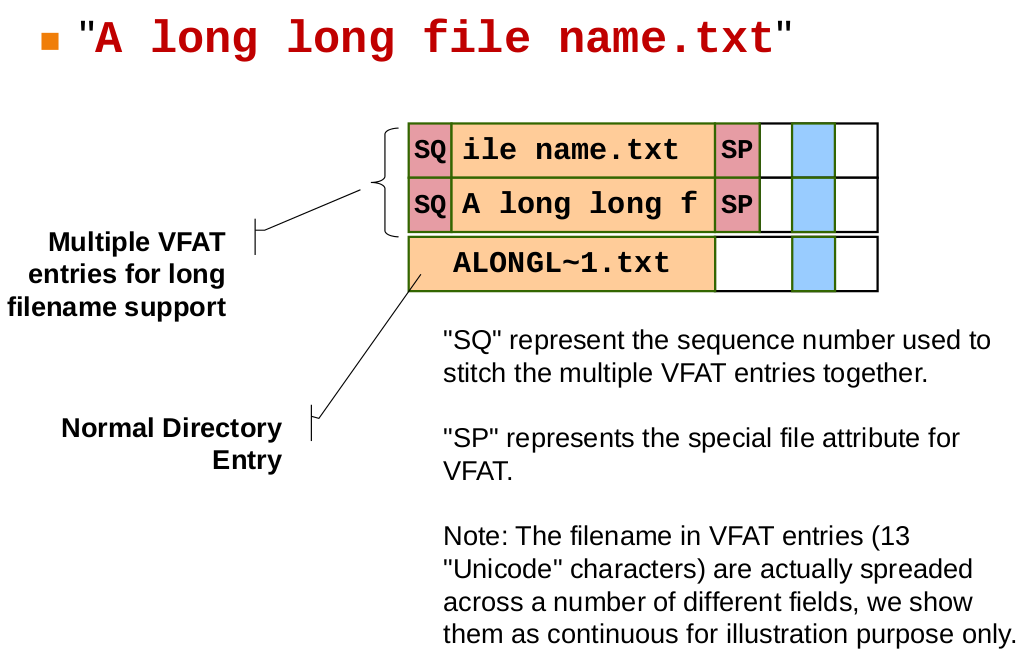 "A long long file name.txt"
SQ ile name.txt SP
SQ A long long f SP
ALONGL~1.txt
Multiple VFAT
entries for long
filename support
Normal Directory
Entry
"SQ" represent the sequence number used to
stitch the multiple VFAT entries together.
"SP" represents the special file attribute for
VFAT.
Note: The filename in VFAT entries (13
"Unicode" characters) are actually spreaded
across a number of different fields, we show
them as continuous for illustration purpose only.